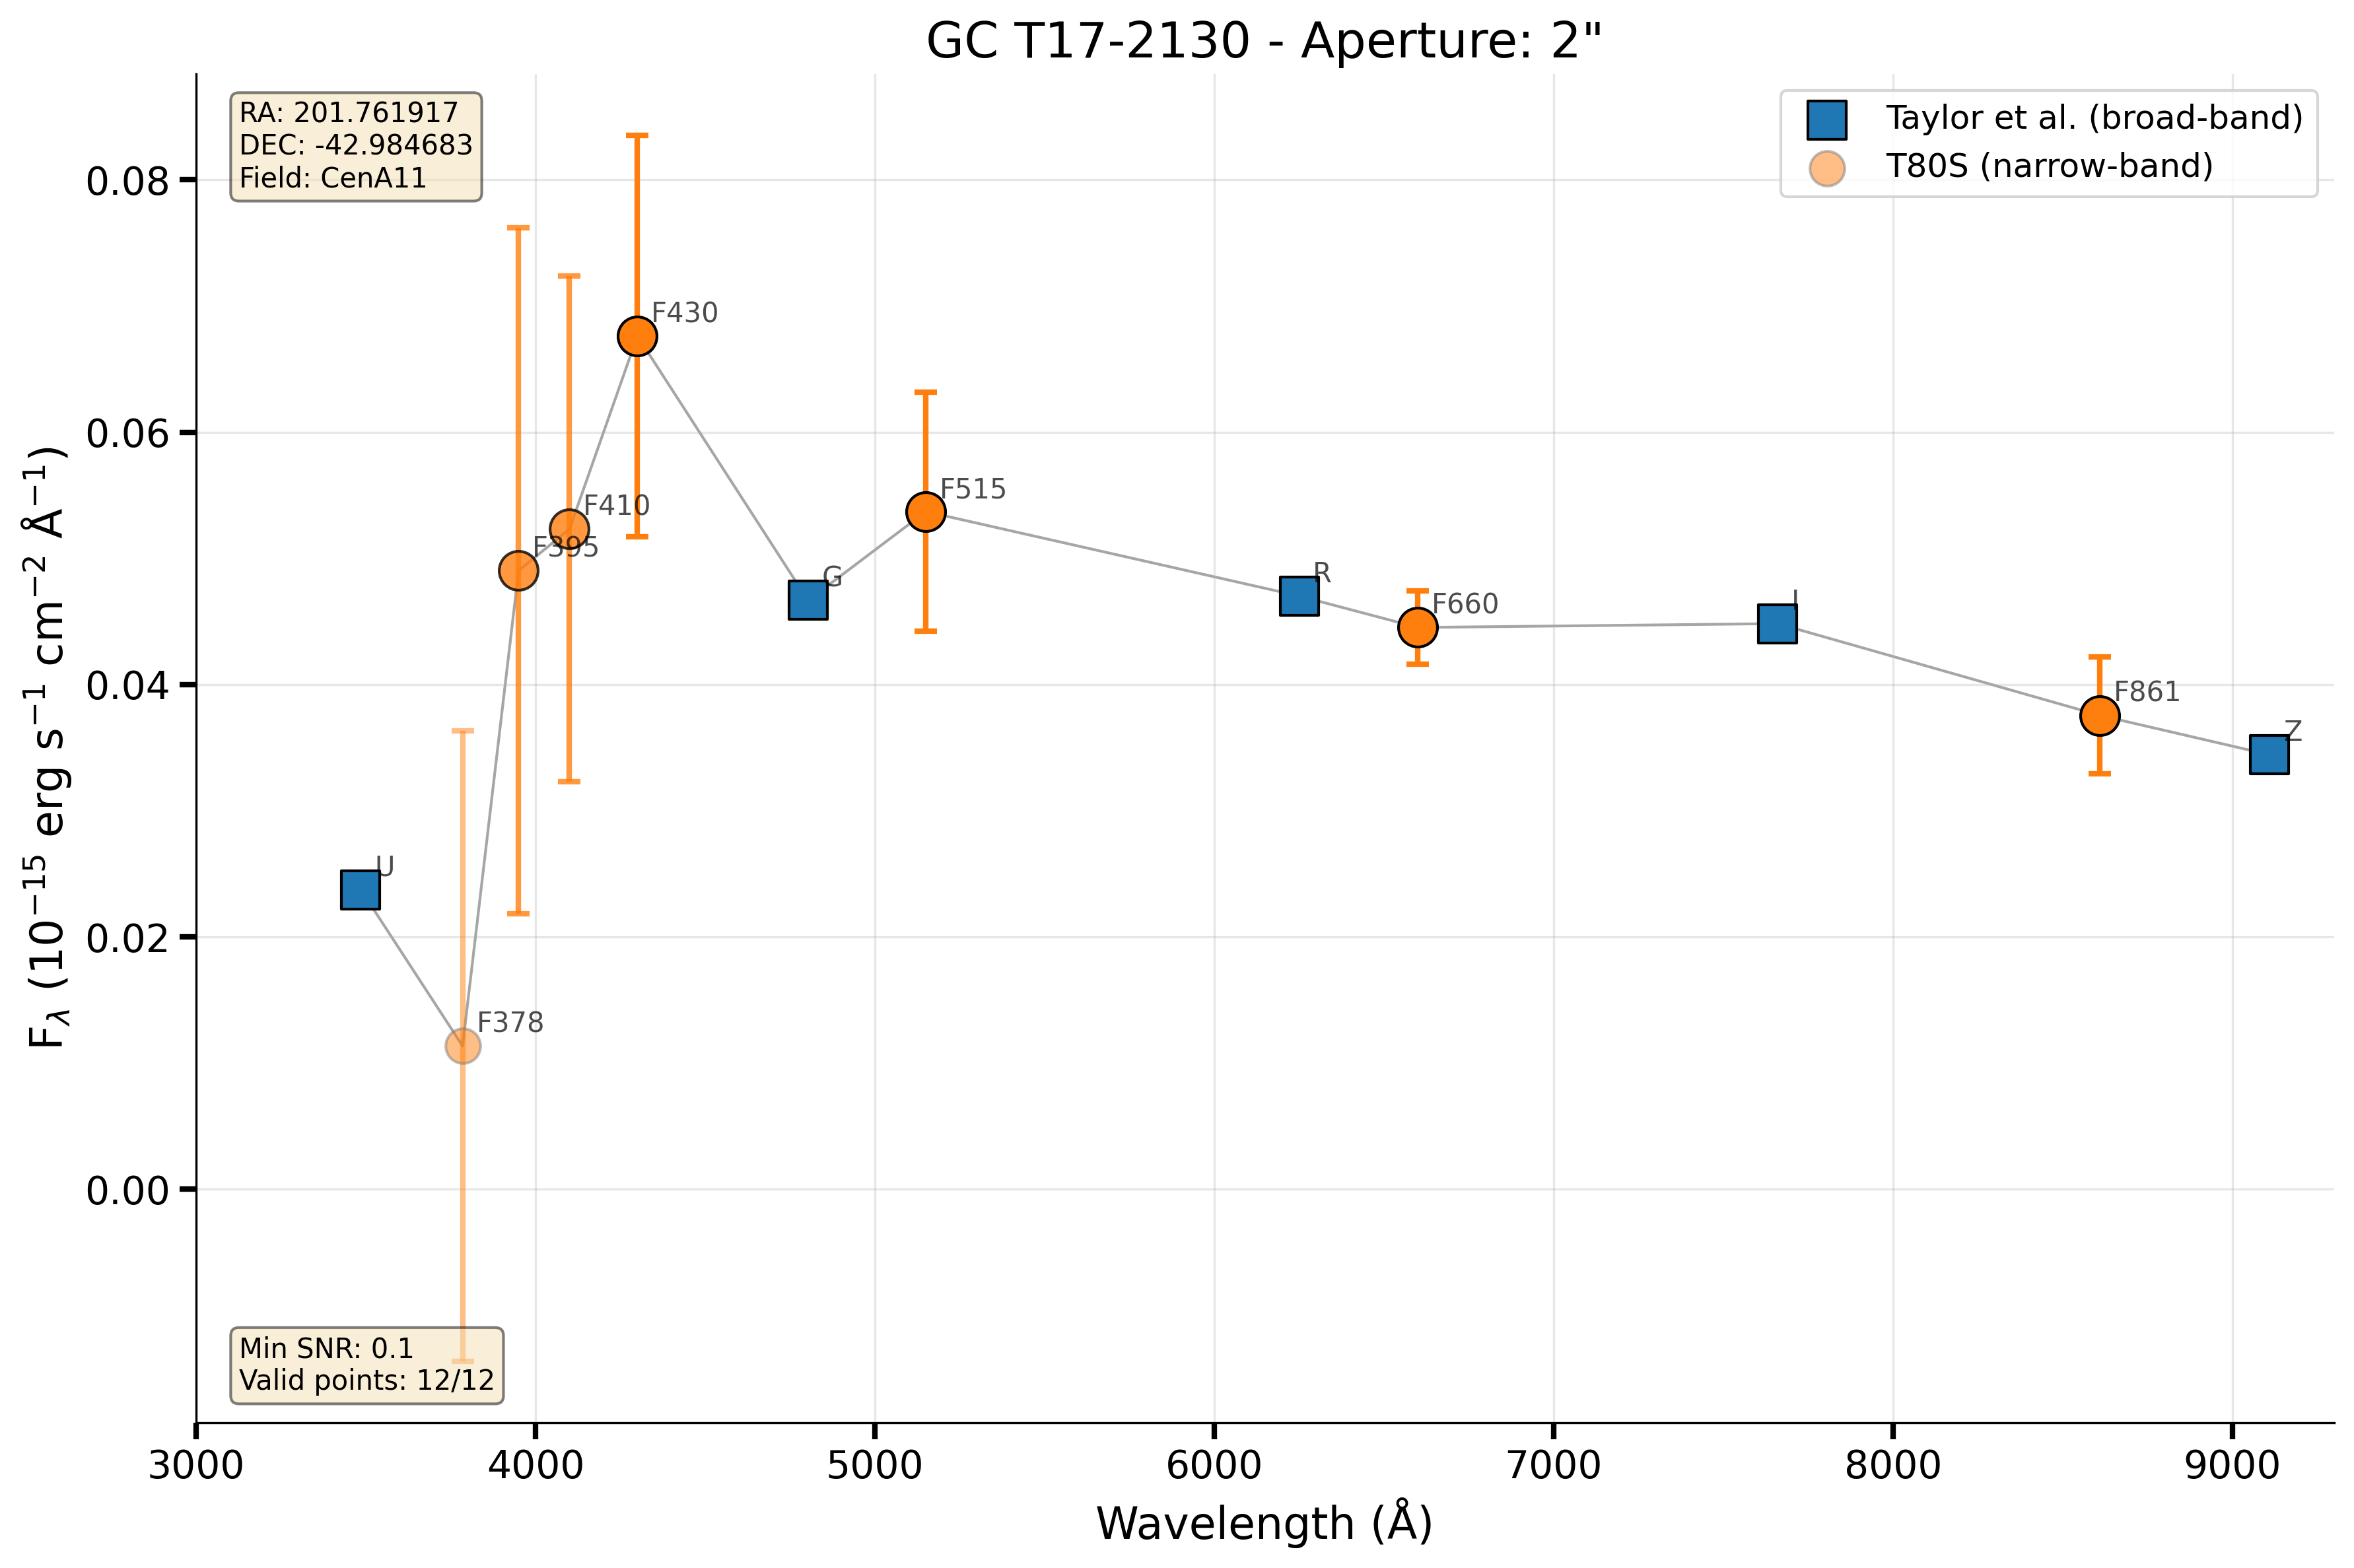 GC T17-2130 - Aperture: 2"
RA: 201.761917
DEC: -42.984683
Field: CenA11
Taylor et al. (broad-band)
T80S (narrow-band)
F_λ (10⁻¹⁵ erg s⁻¹ cm⁻² Å⁻¹)
0.08
0.06
0.04
0.02
0.00
U
F378
F395
F410
F430
G
F515
R
F660
I
F861
Z
Min SNR: 0.1
Valid points: 12/12
3000 4000 5000 6000 7000 8000 9000
Wavelength (Å)